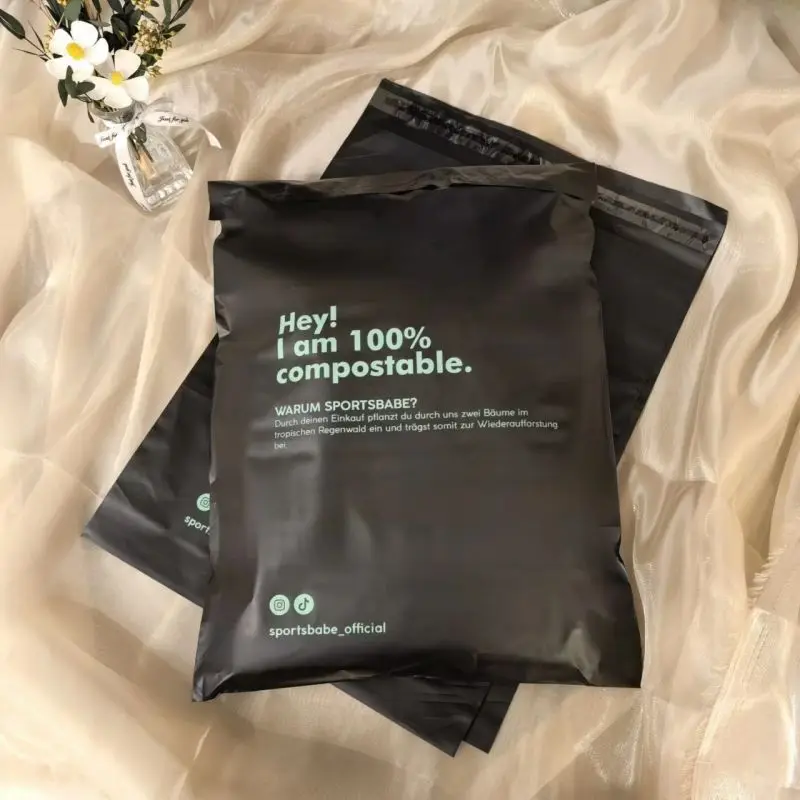 Hey!
I am 100%
compostable.
WARUM SPORTSBABE?
Durch deinen Einkauf pflanzt du durch uns zwei Bäume im
tropischen Regenwald ein und trägst somit zur Wiederaufforstung
bei.
sportsbabe_official
spor